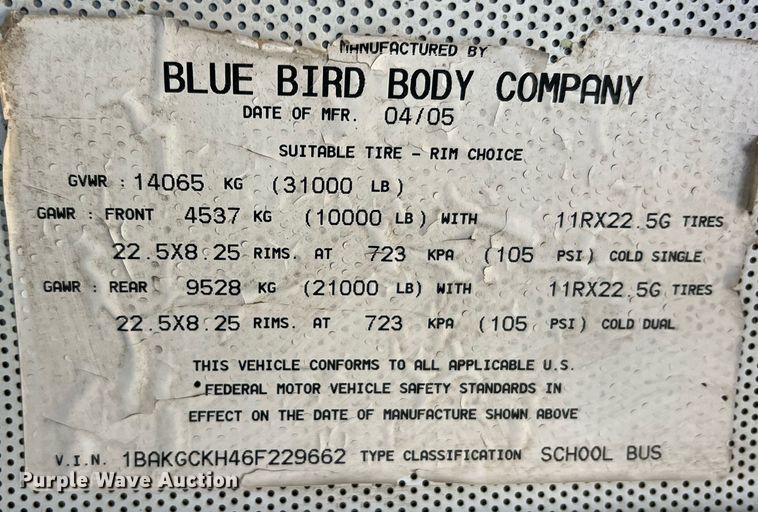 MANUFACTURED BY
BLUE BIRD BODY COMPANY
DATE OF MFR. 04/05
SUITABLE TIRE - RIM CHOICE
GVWR : 14065 KG (31000 LB)
GAWR : FRONT 4537 KG (10000 LB) WITH 11RX22.5G TIRES
22.5X8.25 RIMS. AT 723 KPA (105 PSI) COLD SINGLE
GAWR : REAR 9528 KG (21000 LB) WITH 11RX22.5G TIRES
22.5X8.25 RIMS. AT 723 KPA (105 PSI) COLD DUAL
THIS VEHICLE CONFORMS TO ALL APPLICABLE U.S.
FEDERAL MOTOR VEHICLE SAFETY STANDARDS IN
EFFECT ON THE DATE OF MANUFACTURE SHOWN ABOVE
V.I.N. 1BAKGCKH46F229662 TYPE CLASSIFICATION SCHOOL BUS
Purple Wave Auction